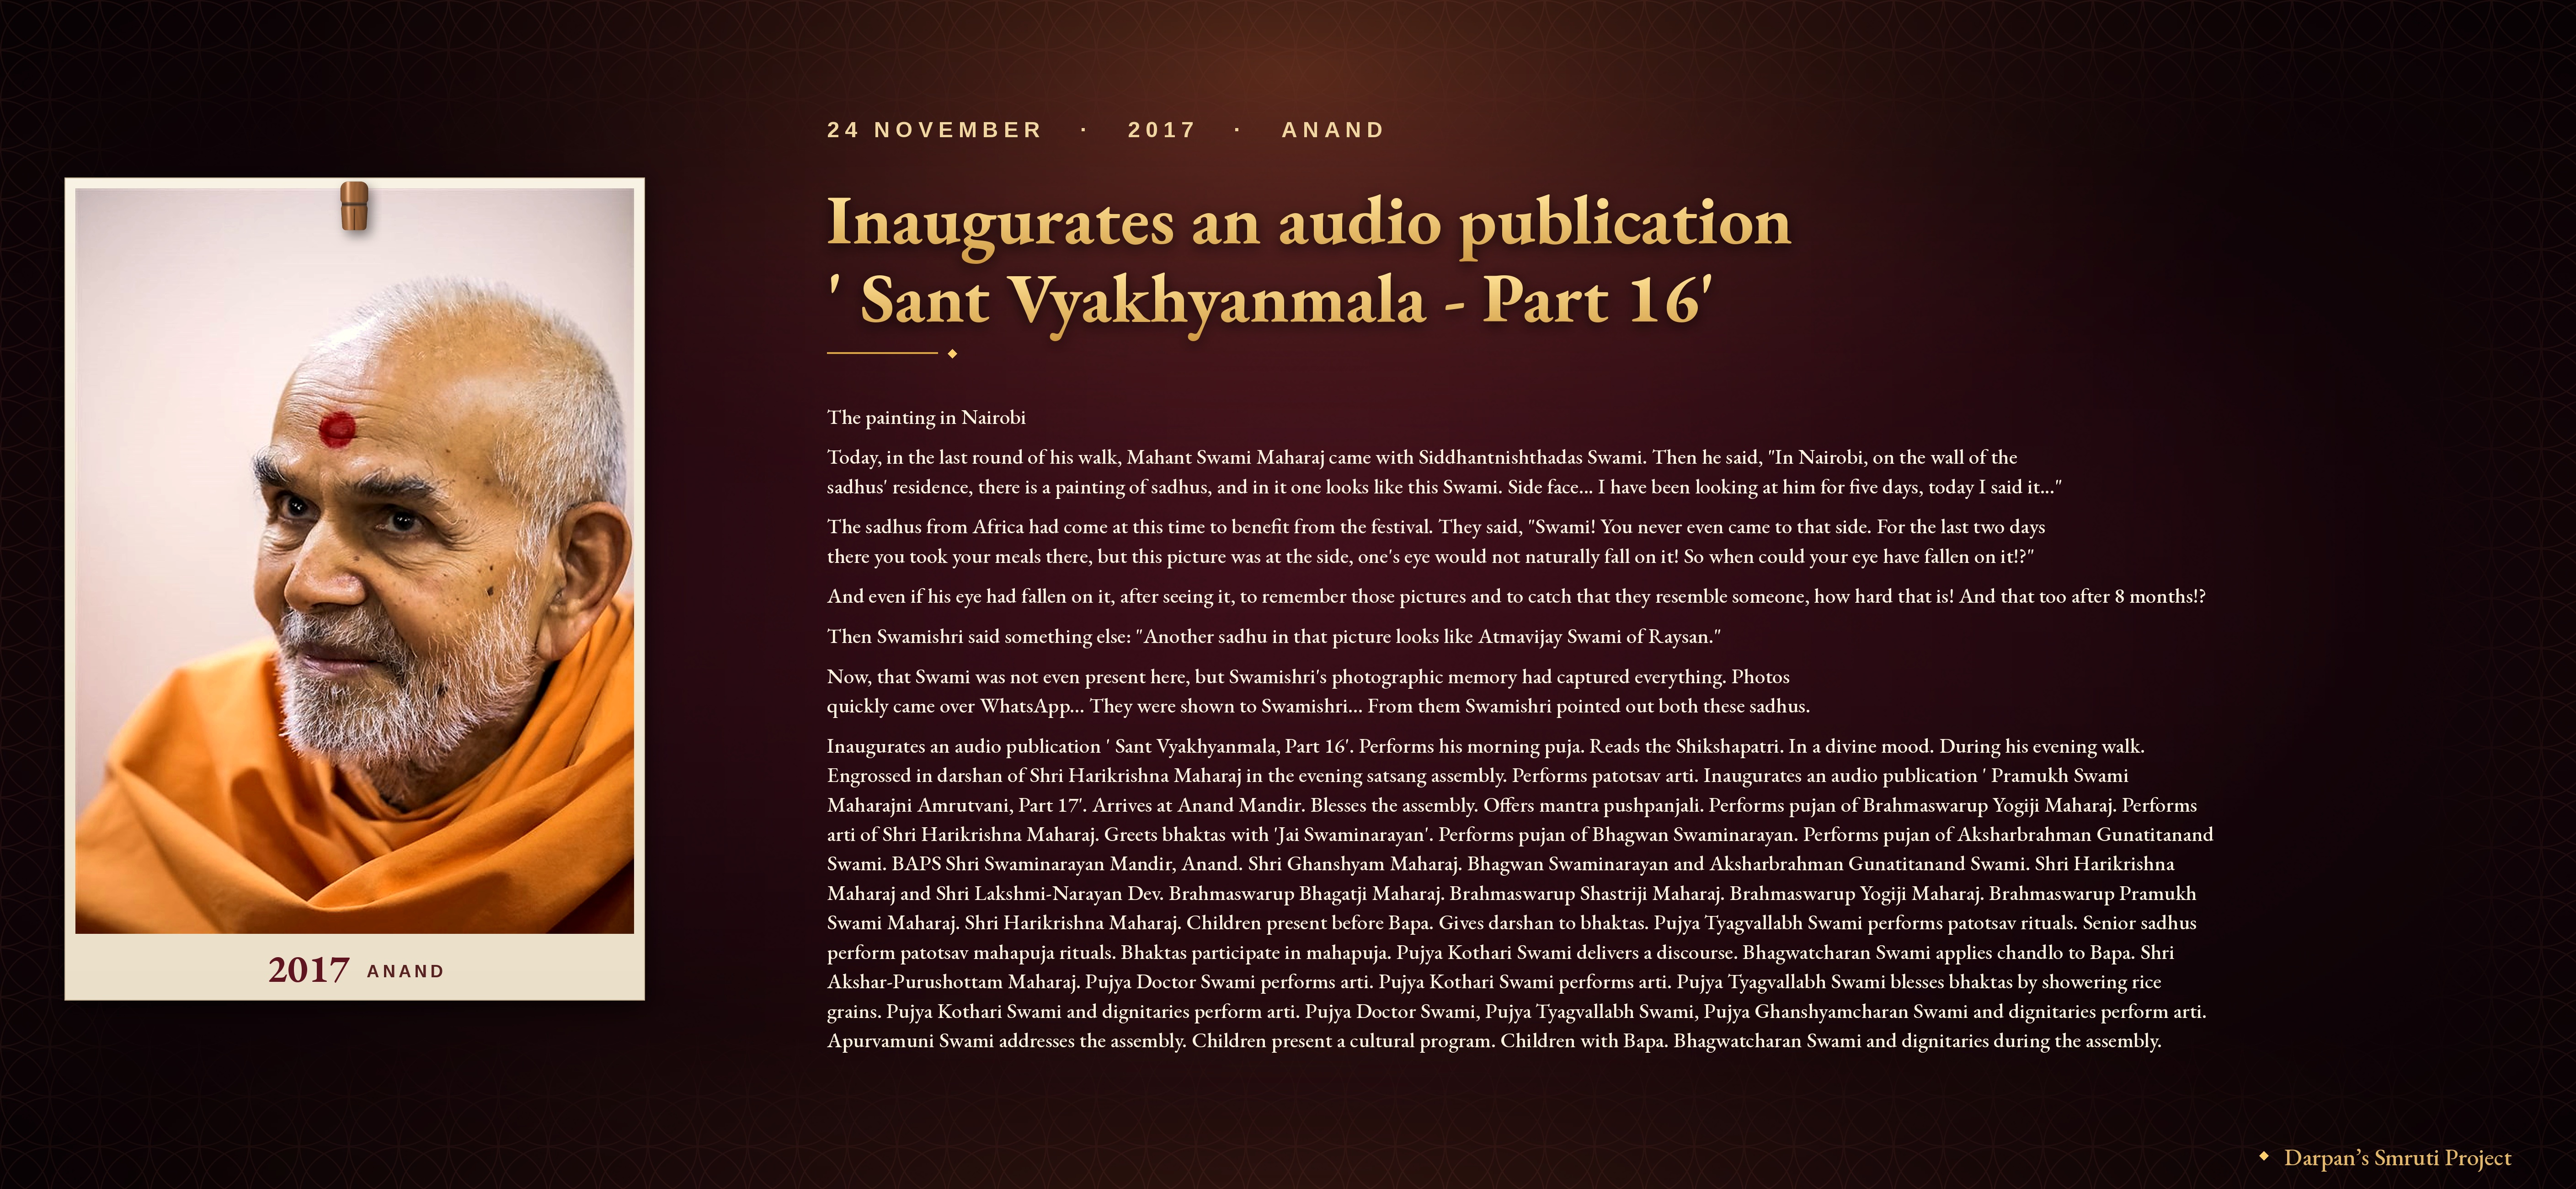 24 NOVEMBER · 2017 · ANAND
Inaugurates an audio publication
' Sant Vyakhyanmala - Part 16'
The painting in Nairobi
Today, in the last round of his walk, Mahant Swami Maharaj came with Siddhantnishthadas Swami. Then he said, "In Nairobi, on the wall of the
sadhus' residence, there is a painting of sadhus, and in it one looks like this Swami. Side face... I have been looking at him for five days, today I said it..."
The sadhus from Africa had come at this time to benefit from the festival. They said, "Swami! You never even came to that side. For the last two days
there you took your meals there, but this picture was at the side, one's eye would not naturally fall on it! So when could your eye have fallen on it!?"
And even if his eye had fallen on it, after seeing it, to remember those pictures and to catch that they resemble someone, how hard that is! And that too after 8 months!?
Then Swamishri said something else: "Another sadhu in that picture looks like Atmavijay Swami of Raysan."
Now, that Swami was not even present here, but Swamishri's photographic memory had captured everything. Photos
quickly came over WhatsApp... They were shown to Swamishri... From them Swamishri pointed out both these sadhus.
Inaugurates an audio publication ' Sant Vyakhyanmala, Part 16'. Performs his morning puja. Reads the Shikshapatri. In a divine mood. During his evening walk.
Engrossed in darshan of Shri Harikrishna Maharaj in the evening satsang assembly. Performs patotsav arti. Inaugurates an audio publication ' Pramukh Swami
Maharajni Amrutvani, Part 17'. Arrives at Anand Mandir. Blesses the assembly. Offers mantra pushpanjali. Performs pujan of Brahmaswarup Yogiji Maharaj. Performs
arti of Shri Harikrishna Maharaj. Greets bhaktas with 'Jai Swaminarayan'. Performs pujan of Bhagwan Swaminarayan. Performs pujan of Aksharbrahman Gunatitanand
Swami. BAPS Shri Swaminarayan Mandir, Anand. Shri Ghanshyam Maharaj. Bhagwan Swaminarayan and Aksharbrahman Gunatitanand Swami. Shri Harikrishna
Maharaj and Shri Lakshmi-Narayan Dev. Brahmaswarup Bhagatji Maharaj. Brahmaswarup Shastriji Maharaj. Brahmaswarup Yogiji Maharaj. Brahmaswarup Pramukh
Swami Maharaj. Shri Harikrishna Maharaj. Children present before Bapa. Gives darshan to bhaktas. Pujya Tyagvallabh Swami performs patotsav rituals. Senior sadhus
perform patotsav mahapuja rituals. Bhaktas participate in mahapuja. Pujya Kothari Swami delivers a discourse. Bhagwatcharan Swami applies chandlo to Bapa. Shri
Akshar-Purushottam Maharaj. Pujya Doctor Swami performs arti. Pujya Kothari Swami performs arti. Pujya Tyagvallabh Swami blesses bhaktas by showering rice
grains. Pujya Kothari Swami and dignitaries perform arti. Pujya Doctor Swami, Pujya Tyagvallabh Swami, Pujya Ghanshyamcharan Swami and dignitaries perform arti.
Apurvamuni Swami addresses the assembly. Children present a cultural program. Children with Bapa. Bhagwatcharan Swami and dignitaries during the assembly.
2017 ANAND
Darpan’s Smruti Project